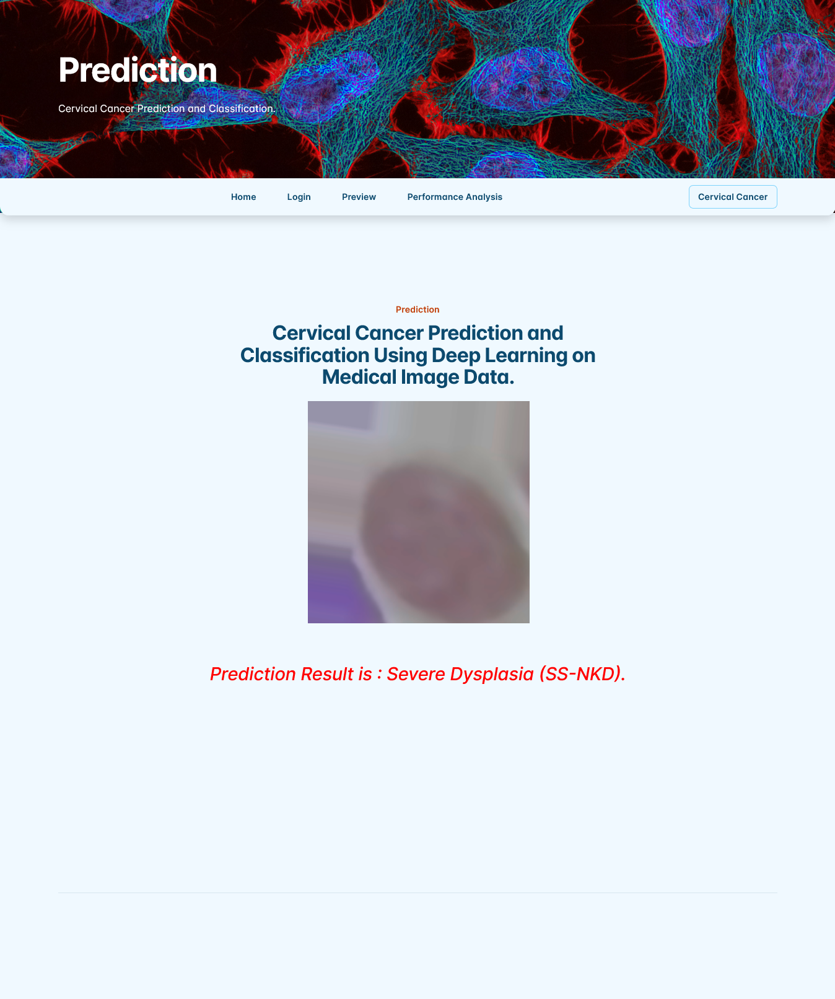 Prediction
Cervical Cancer Prediction and Classification.
Home
Login
Preview
Performance Analysis
Cervical Cancer
Prediction
Cervical Cancer Prediction and
Classification Using Deep Learning on
Medical Image Data.
Prediction Result is : Severe Dysplasia (SS-NKD).